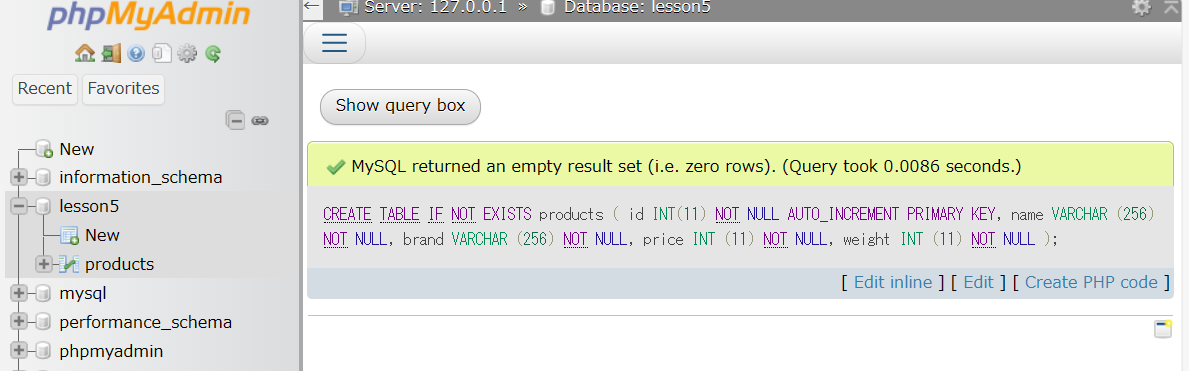 phpMyAdmin
Recent Favorites
New
information_schema
lesson5
New
products
mysql
performance_schema
phpmyadmin
Server: 127.0.0.1 » Database: lesson5
Show query box
MySQL returned an empty result set (i.e. zero rows). (Query took 0.0086 seconds.)
CREATE TABLE IF NOT EXISTS products ( id INT(11) NOT NULL AUTO_INCREMENT PRIMARY KEY, name VARCHAR (256)
NOT NULL, brand VARCHAR (256) NOT NULL, price INT (11) NOT NULL, weight INT (11) NOT NULL );
[ Edit inline ] [ Edit ] [ Create PHP code ]